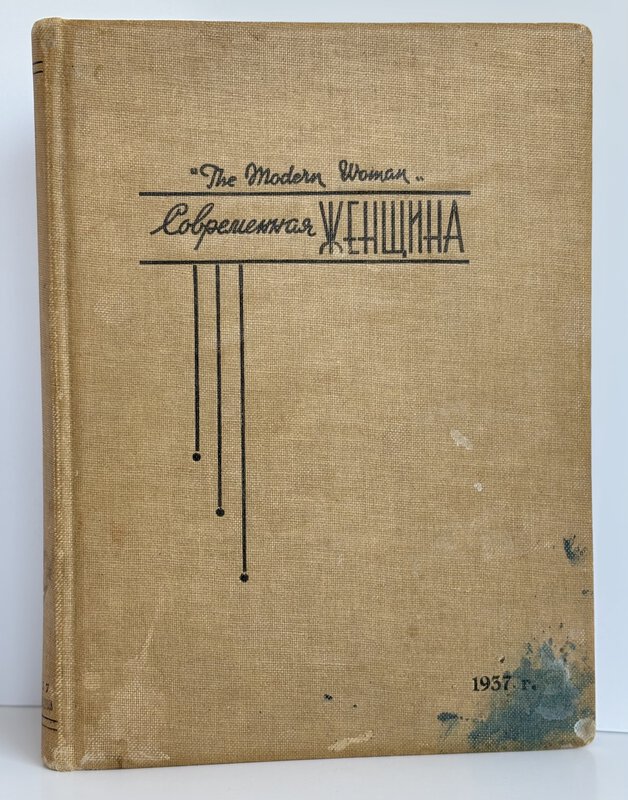 "The Modern Woman"
Современная ЖЕНЩИНА
1937 г.